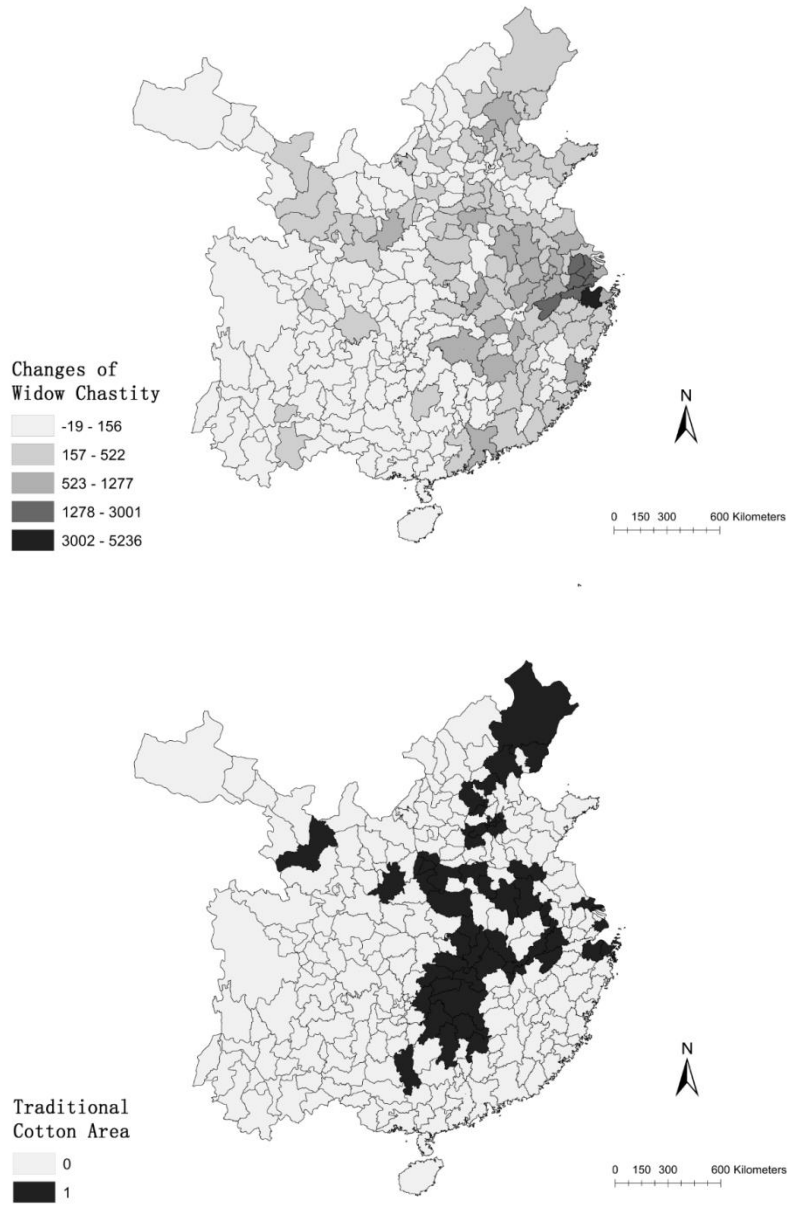 Changes of
Widow Chastity
-19 - 156
157 - 522
523 - 1277
1278 - 3001
3002 - 5236
N
0 150 300 600 Kilometers
Traditional
Cotton Area
0
1
N
0 150 300 600 Kilometers